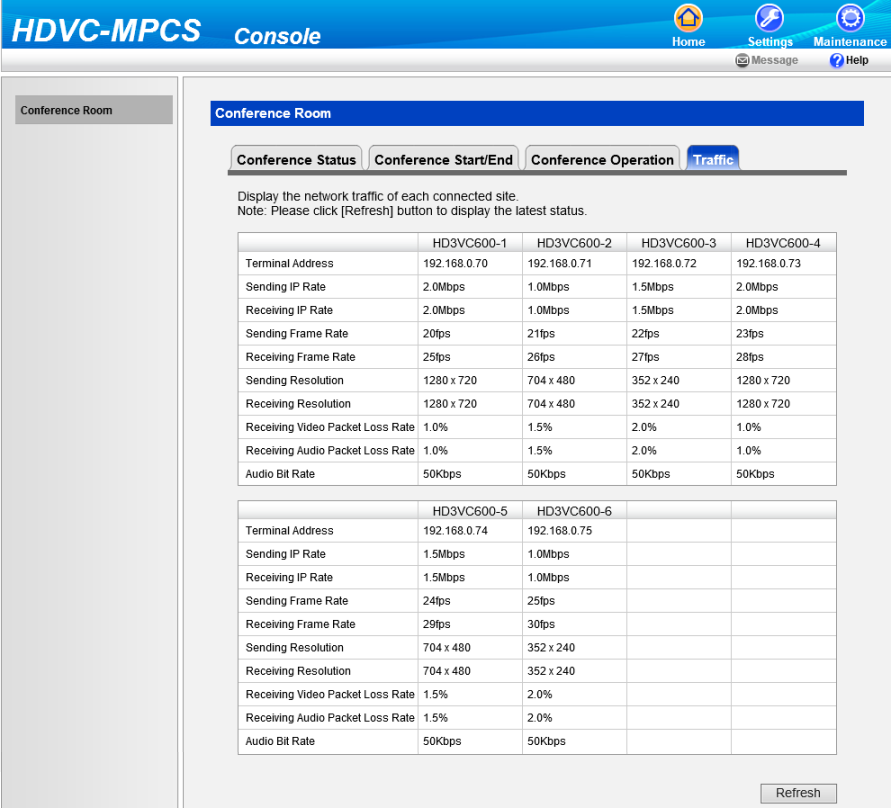 HDVC-MPCS Console
Home Settings Maintenance
Message Help
Conference Room
Conference Room
Conference Status Conference Start/End Conference Operation Traffic
Display the network traffic of each connected site.
Note: Please click [Refresh] button to display the latest status.
HD3VC600-1 HD3VC600-2 HD3VC600-3 HD3VC600-4
Terminal Address 192.168.0.70 192.168.0.71 192.168.0.72 192.168.0.73
Sending IP Rate 2.0Mbps 1.0Mbps 1.5Mbps 2.0Mbps
Receiving IP Rate 2.0Mbps 1.0Mbps 1.5Mbps 2.0Mbps
Sending Frame Rate 20fps 21fps 22fps 23fps
Receiving Frame Rate 25fps 26fps 27fps 28fps
Sending Resolution 1280 x 720 704 x 480 352 x 240 1280 x 720
Receiving Resolution 1280 x 720 704 x 480 352 x 240 1280 x 720
Receiving Video Packet Loss Rate 1.0% 1.5% 2.0% 1.0%
Receiving Audio Packet Loss Rate 1.0% 1.5% 2.0% 1.0%
Audio Bit Rate 50Kbps 50Kbps 50Kbps 50Kbps
HD3VC600-5 HD3VC600-6
Terminal Address 192.168.0.74 192.168.0.75
Sending IP Rate 1.5Mbps 1.0Mbps
Receiving IP Rate 1.5Mbps 1.0Mbps
Sending Frame Rate 24fps 25fps
Receiving Frame Rate 29fps 30fps
Sending Resolution 704 x 480 352 x 240
Receiving Resolution 704 x 480 352 x 240
Receiving Video Packet Loss Rate 1.5% 2.0%
Receiving Audio Packet Loss Rate 1.5% 2.0%
Audio Bit Rate 50Kbps 50Kbps
Refresh